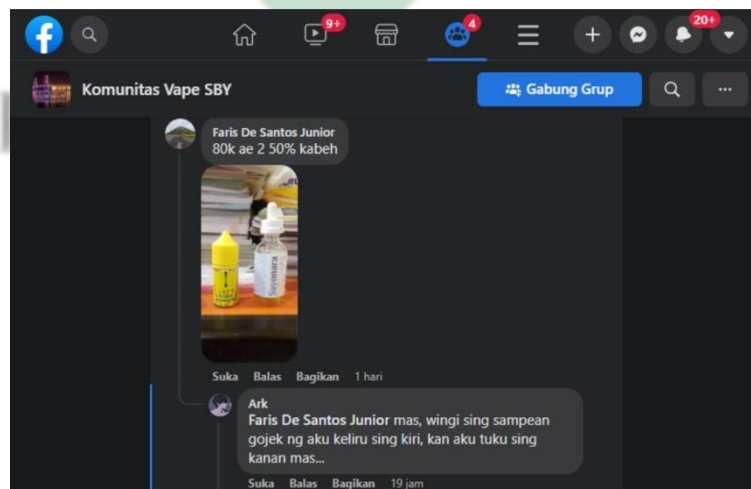 9+
4
20+
Komunitas Vape SBY
Gabung Grup
Faris De Santos Junior
80k ae 2 50% kabeh
Sayonara
Suka Balas Bagikan 1 hari
Ark
Faris De Santos Junior mas, wingi sing sampean
gojek ng aku keliru sing kiri, kan aku tuku sing
kanan mas...
Suka Balas Bagikan 19 jam